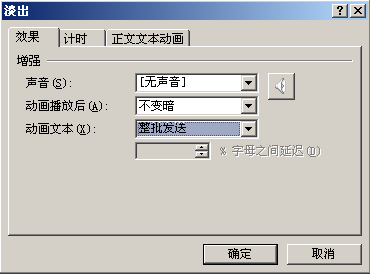 淡出
效果 计时 正文文本动画
增强
声音(S): [无声音]
动画播放后(A): 不变暗
动画文本(X): 整批发送
% 字母之间延迟(D)
确定 取消